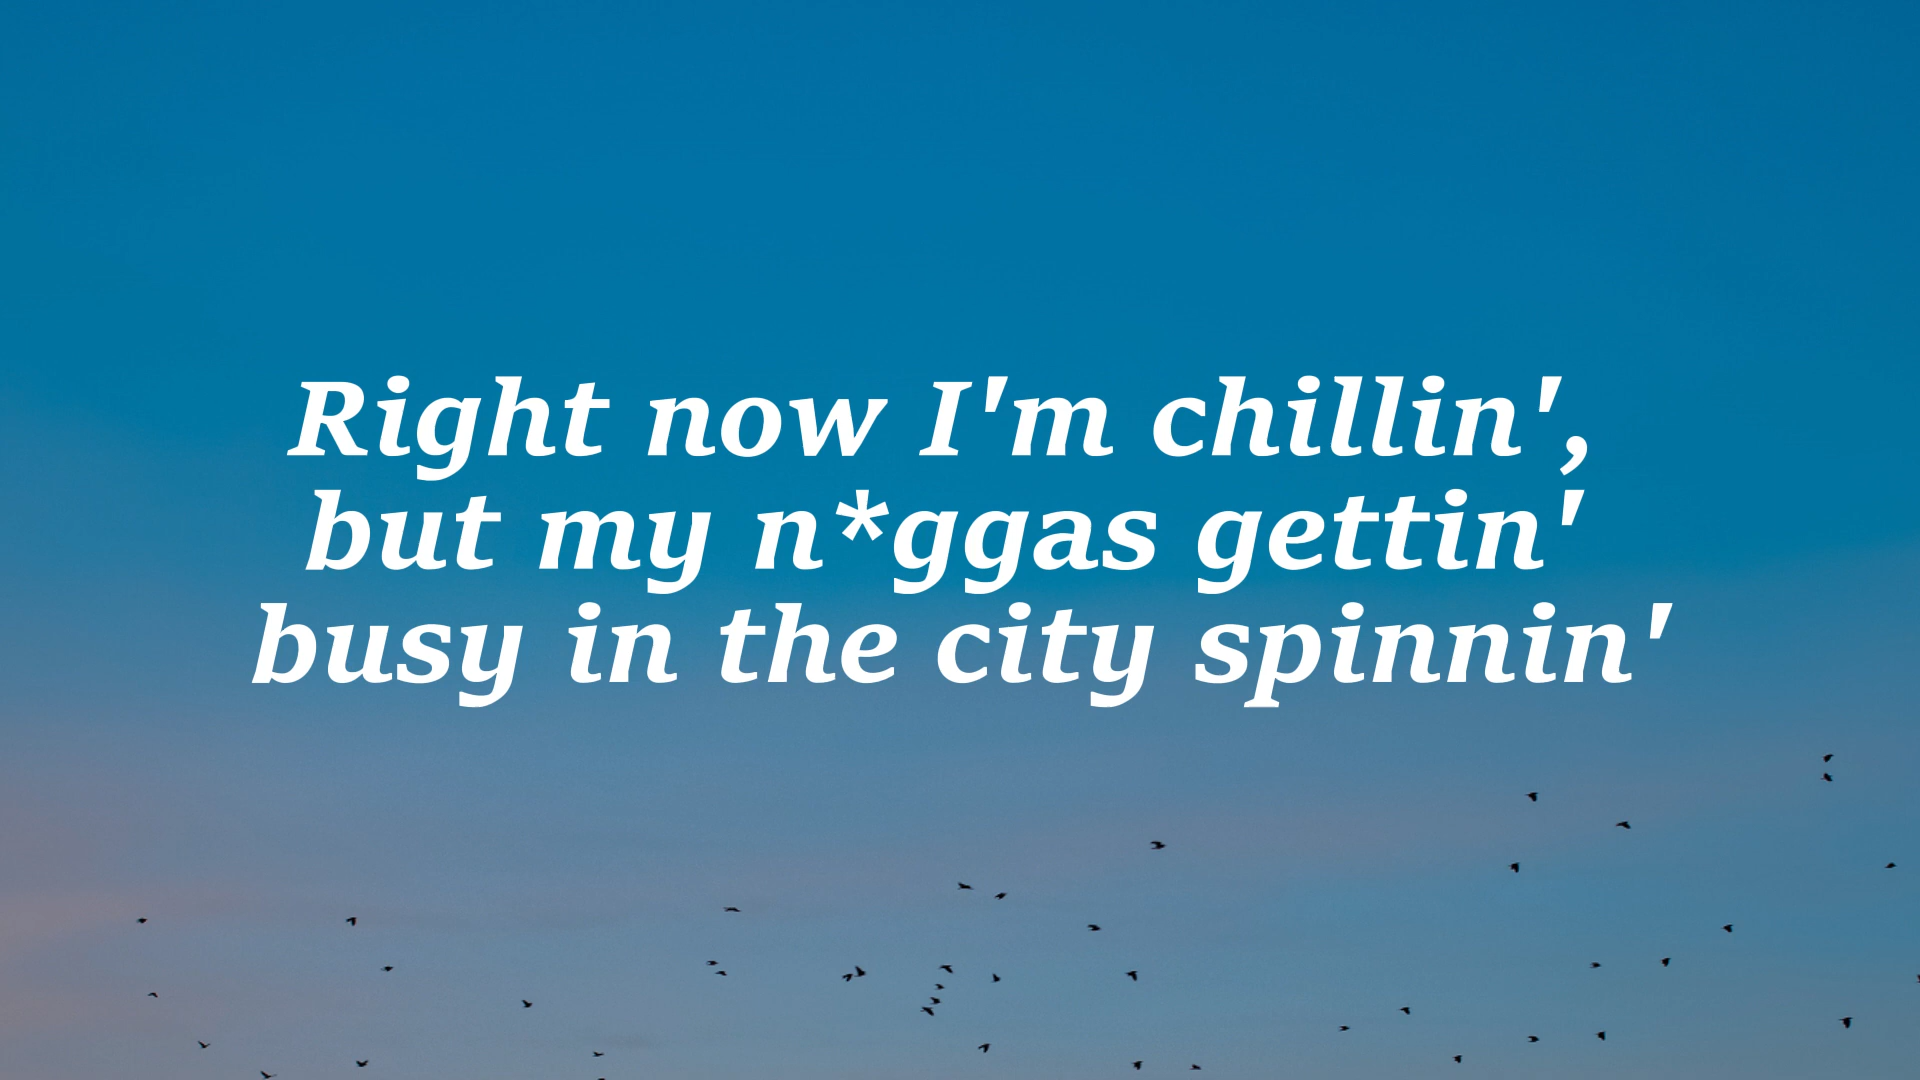 Right now I'm chillin',
but my n*ggas gettin'
busy in the city spinnin'